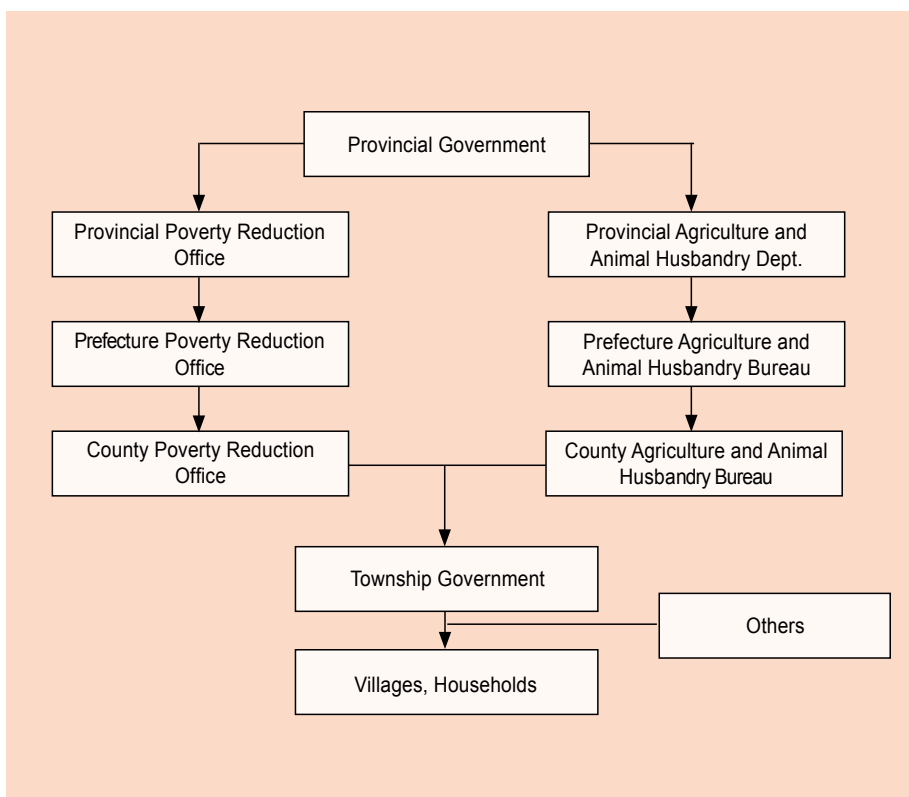 Provincial Government
Provincial Poverty Reduction
Office
Provincial Agriculture and
Animal Husbandry Dept.
Prefecture Poverty Reduction
Office
Prefecture Agriculture and
Animal Husbandry Bureau
County Poverty Reduction
Office
County Agriculture and Animal
Husbandry Bureau
Township Government
Others
Villages, Households